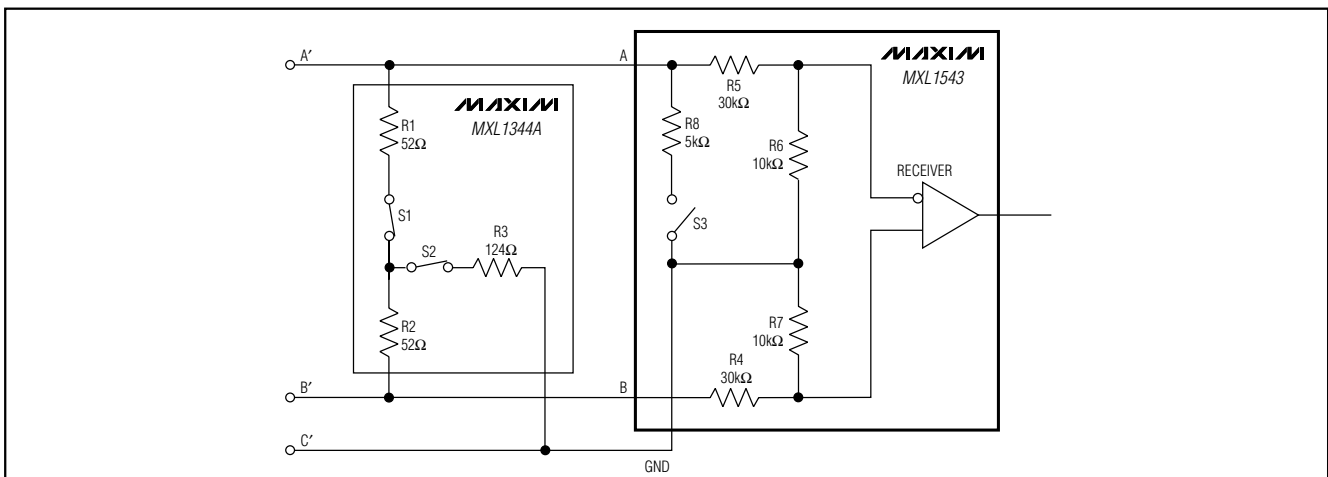 A′
A
MAXIM
MXL1543
R5
30kΩ
MAXIM
MXL1344A
R1
52Ω
R8
5kΩ
R6
10kΩ
RECEIVER
S1
S3
R3
124Ω
S2
R2
52Ω
R7
10kΩ
R4
30kΩ
B′
B
C′
GND